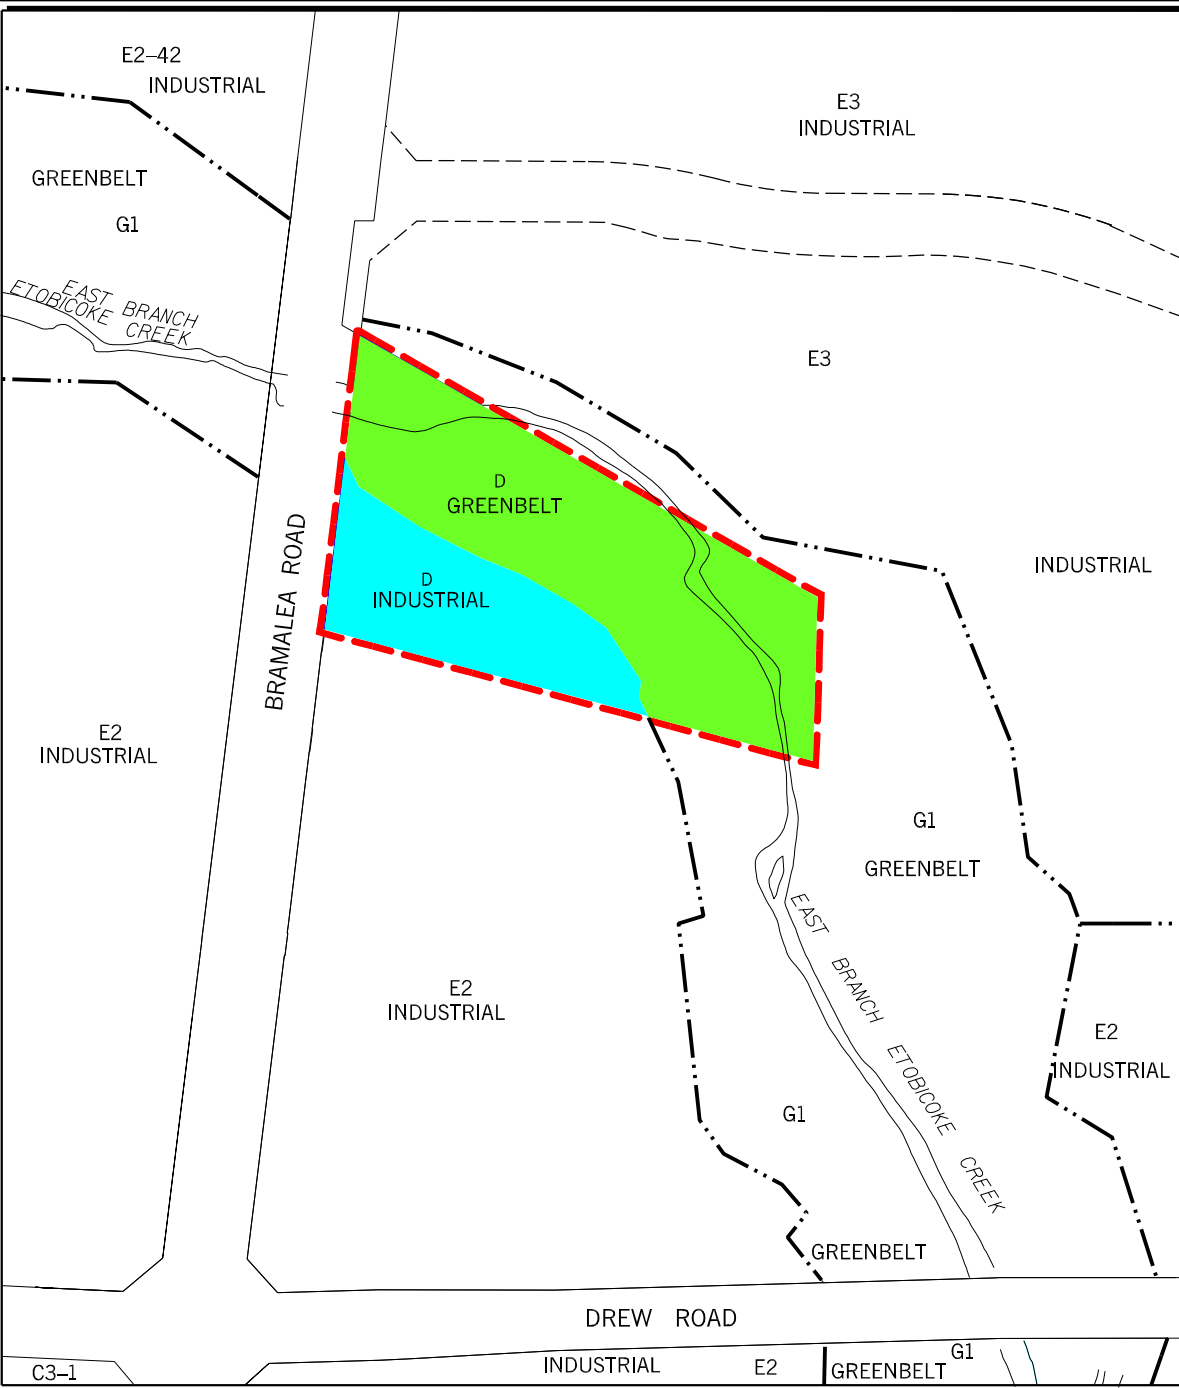 E2-42
INDUSTRIAL
E3
INDUSTRIAL
GREENBELT
G1
EAST BRANCH
ETOBICOKE CREEK
E3
D
GREENBELT
INDUSTRIAL
D
INDUSTRIAL
BRAMALEA ROAD
E2
INDUSTRIAL
G1
GREENBELT
EAST BRANCH ETOBICOKE CREEK
E2
INDUSTRIAL
E2
INDUSTRIAL
G1
GREENBELT
DREW ROAD
C3-1
INDUSTRIAL
E2
G1
GREENBELT